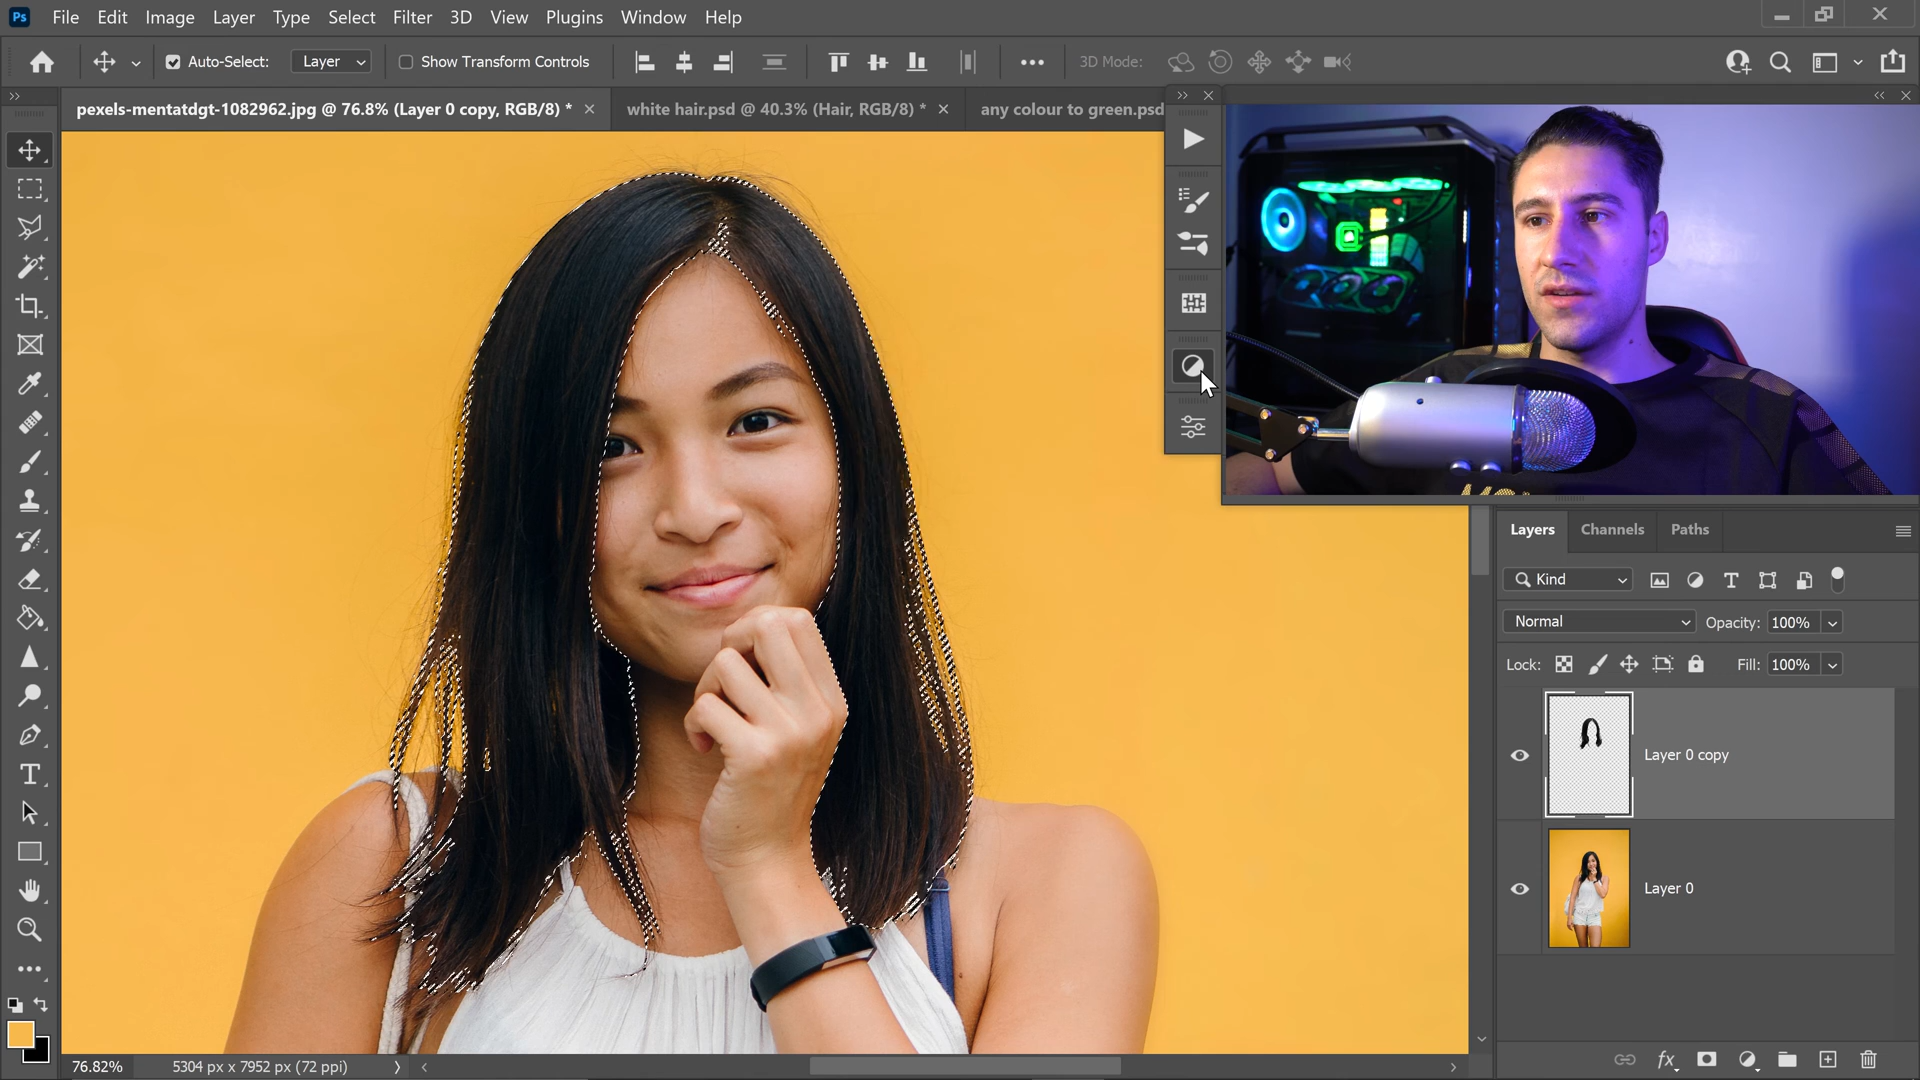 Ps File Edit Image Layer Type Select Filter 3D View Plugins Window Help
Auto-Select: Layer Show Transform Controls 3D Mode:
pexels-mentatdgt-1082962.jpg @ 76.8% (Layer 0 copy, RGB/8) * white hair.psd @ 40.3% (Hair, RGB/8) * any colour to green.psd
Layers Channels Paths
Kind
Normal Opacity: 100%
Lock: Fill: 100%
Layer 0 copy
Layer 0
76.82% 5304 px x 7952 px (72 ppi)